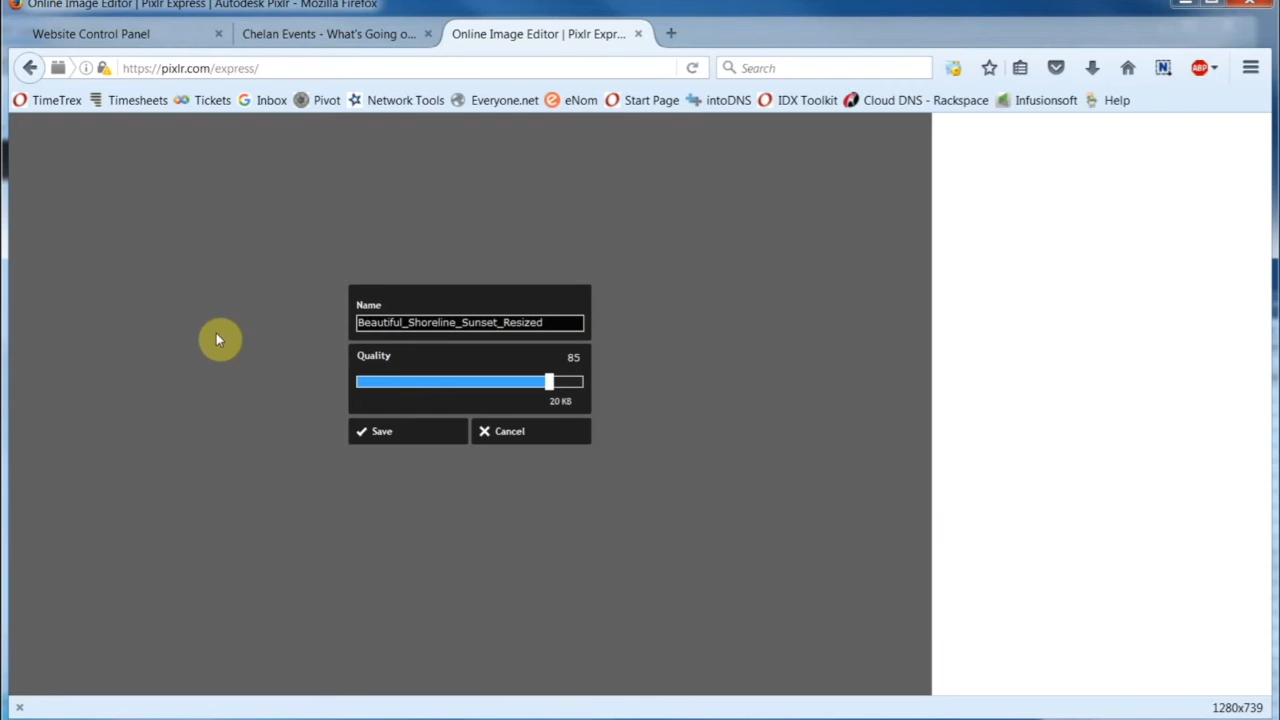 Online Image Editor | Pixlr Express | Autodesk Pixlr - Mozilla Firefox
Website Control Panel
Chelan Events - What's Going o...
Online Image Editor | Pixlr Expr...
https://pixlr.com/express/
Search
ABP
TimeTrex
Timesheets
Tickets
Inbox
Pivot
Network Tools
Everyone.net
eNom
Start Page
intoDNS
IDX Toolkit
Cloud DNS - Rackspace
Infusionsoft
Help
Name
Beautiful_Shoreline_Sunset_Resized
Quality 85
20 KB
Save
Cancel
1280x739